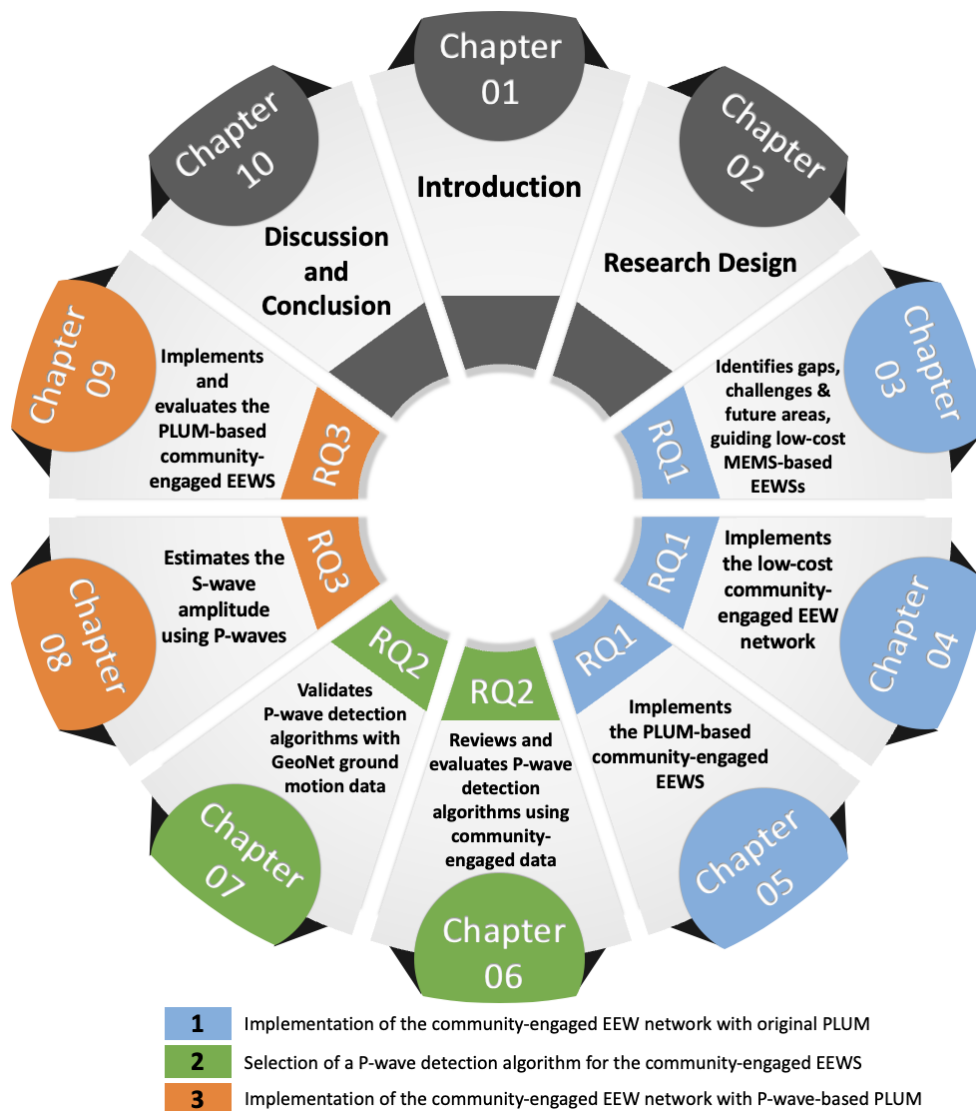 Chapter
01
Introduction
Chapter
02
Research Design
Chapter
03
Identifies gaps,
challenges &
future areas,
guiding low-cost
MEMS-based
EEWSs
RQ1
Chapter
04
Implements
the low-cost
community-
engaged EEW
network
RQ1
Chapter
05
Implements
the PLUM-based
community-engaged
EEWS
RQ1
Chapter
06
Reviews and
evaluates P-wave
detection
algorithms using
community-
engaged data
RQ2
Chapter
07
Validates
P-wave detection
algorithms with
GeoNet ground
motion data
RQ2
Chapter
08
Estimates the
S-wave
amplitude
using P-waves
RQ3
Chapter
09
Implements
and
evaluates the
PLUM-based
community-
engaged EEWS
RQ3
Chapter
10
Discussion
and
Conclusion
1 Implementation of the community-engaged EEW network with original PLUM
2 Selection of a P-wave detection algorithm for the community-engaged EEWS
3 Implementation of the community-engaged EEW network with P-wave-based PLUM